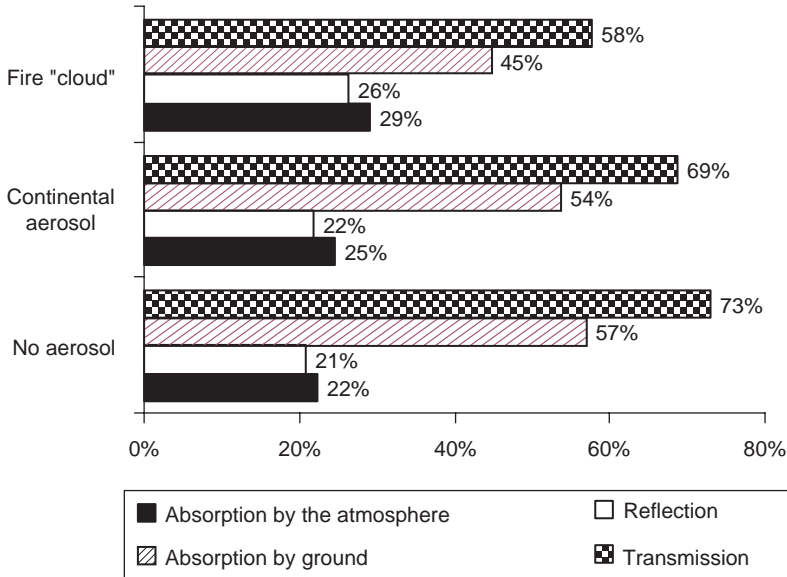 58%
Fire "cloud"
45%
26%
29%
69%
Continental
aerosol
54%
22%
25%
73%
No aerosol
57%
21%
22%
0% 20% 40% 60% 80%
Absorption by the atmosphere Reflection
Absorption by ground Transmission